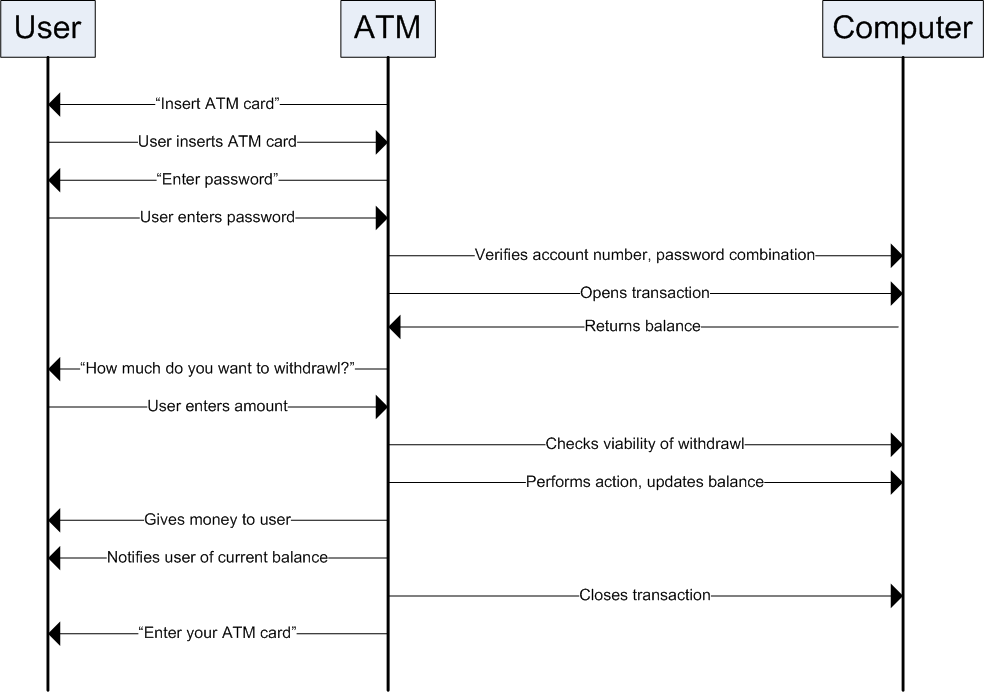 User
ATM
Computer
“Insert ATM card”
User inserts ATM card
“Enter password”
User enters password
Verifies account number, password combination
Opens transaction
Returns balance
“How much do you want to withdrawl?”
User enters amount
Checks viability of withdrawl
Performs action, updates balance
Gives money to user
Notifies user of current balance
Closes transaction
“Enter your ATM card”